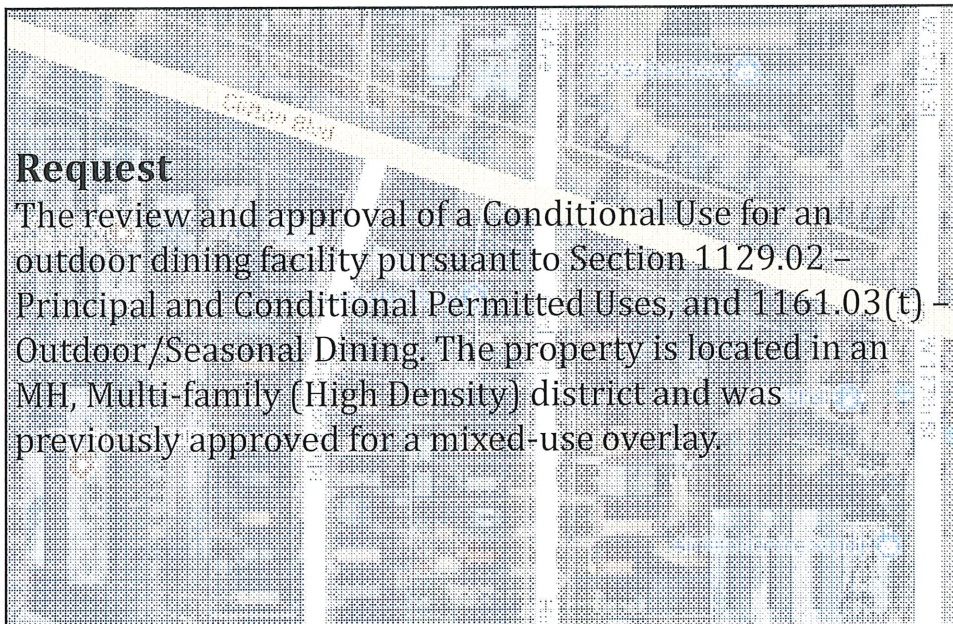 Clifton Blvd
Request
The review and approval of a Conditional Use for an
outdoor dining facility pursuant to Section 1129.02 –
Principal and Conditional Permitted Uses, and 1161.03(t) –
Outdoor/Seasonal Dining. The property is located in an
MH, Multi-family (High Density) district and was
previously approved for a mixed-use overlay.